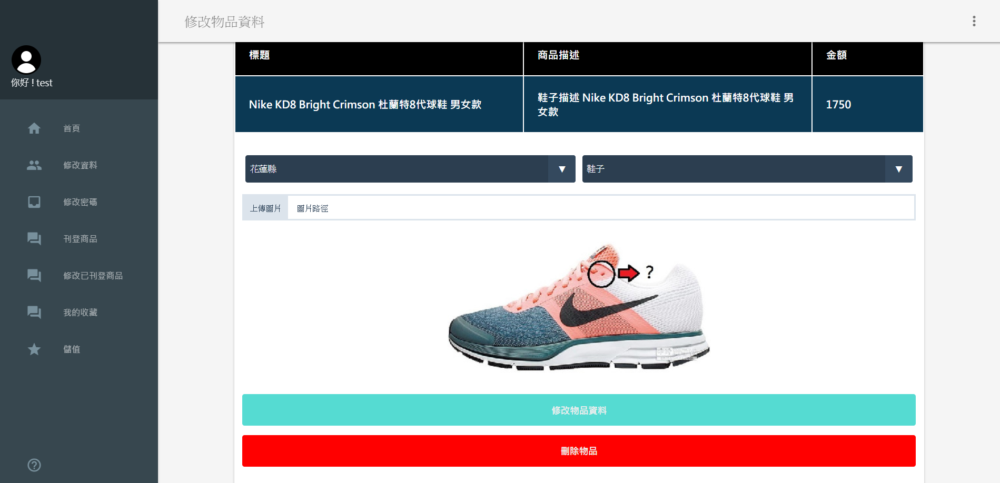 修改物品資料
你好 ! test
首頁
修改資料
修改密碼
刊登商品
修改已刊登商品
我的收藏
儲值
標題
商品描述
金額
Nike KD8 Bright Crimson 杜蘭特8代球鞋 男女款
鞋子描述 Nike KD8 Bright Crimson 杜蘭特8代球鞋 男
女款
1750
花蓮縣
鞋子
上傳圖片
圖片路徑
?
修改物品資料
刪除物品